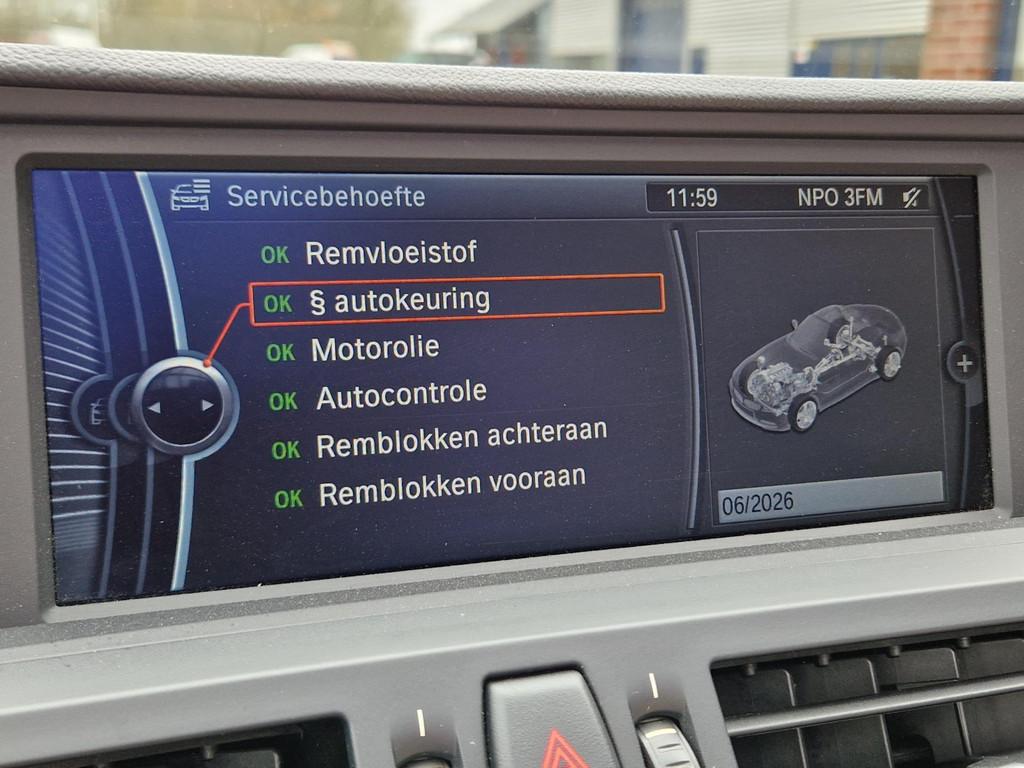 Servicebehoefte
11:59 NPO 3FM
OK Remvloeistof
OK § autokeuring
OK Motorolie
OK Autocontrole
OK Remblokken achteraan
OK Remblokken vooraan
06/2026